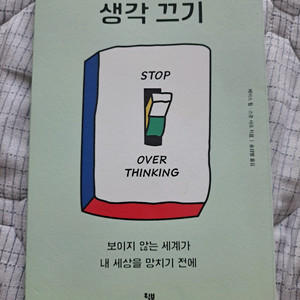 생각 끄기
STOP
OVER
THINKING
보이지 않는 세계가
내 세상을 망치기 전에